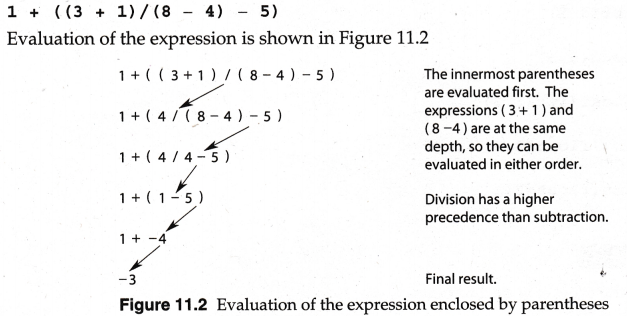 1 + ((3 + 1)/(8 - 4) - 5)
Evaluation of the expression is shown in Figure 11.2
1 + ( ( 3 + 1 ) / ( 8 – 4 ) – 5 )
The innermost parentheses
are evaluated first. The
expressions ( 3 + 1 ) and
( 8 – 4 ) are at the same
depth, so they can be
evaluated in either order.
1 + ( 4 / ( 8 – 4 ) – 5 )
1 + ( 4 / 4 – 5 )
1 + ( 1 – 5 )
Division has a higher
precedence than subtraction.
1 + –4
–3
Final result.
Figure 11.2 Evaluation of the expression enclosed by parentheses